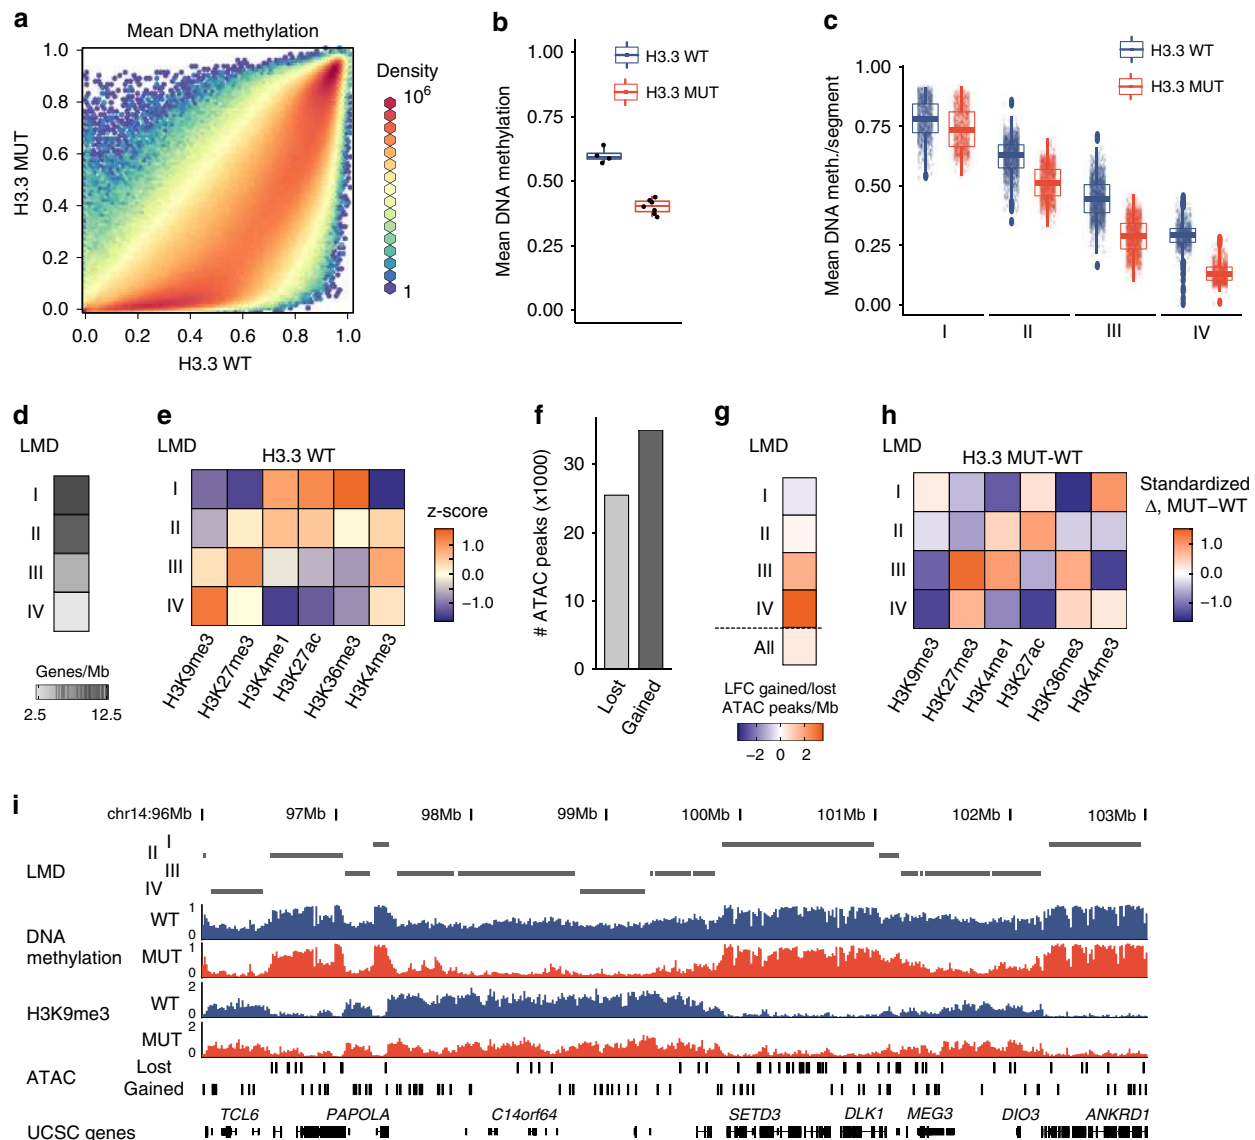 a
Mean DNA methylation
H3.3 MUT
1.0
0.8
0.6
0.4
0.2
0.0
0.0 0.2 0.4 0.6 0.8 1.0
H3.3 WT
Density
10^6
1
b
Mean DNA methylation
1.00
0.75
0.50
0.25
0.00
H3.3 WT
H3.3 MUT
c
Mean DNA meth./segment
1.00
0.75
0.50
0.25
0.00
H3.3 WT
H3.3 MUT
I II III IV
d
LMD
I
II
III
IV
Genes/Mb
2.5 12.5
e
LMD
H3.3 WT
I
II
III
IV
H3K9me3 H3K27me3 H3K4me1 H3K27ac H3K36me3 H3K4me3
z-score
1.0
0.0
−1.0
f
# ATAC peaks (x1000)
30
20
10
0
Lost Gained
g
LMD
I
II
III
IV
All
LFC gained/lost
ATAC peaks/Mb
−2 0 2
h
LMD
H3.3 MUT-WT
I
II
III
IV
H3K9me3 H3K27me3 H3K4me1 H3K27ac H3K36me3 H3K4me3
Standardized
Δ, MUT−WT
1.0
0.0
−1.0
i
chr14:96Mb 97Mb 98Mb 99Mb 100Mb 101Mb 102Mb 103Mb
LMD
I
II
III
IV
DNA
methylation
WT
1
0
MUT
1
0
H3K9me3
WT
2
0
MUT
2
0
ATAC
Lost
Gained
TCL6 PAPOLA C14orf64 SETD3 DLK1 MEG3 DIO3 ANKRD1
UCSC genes